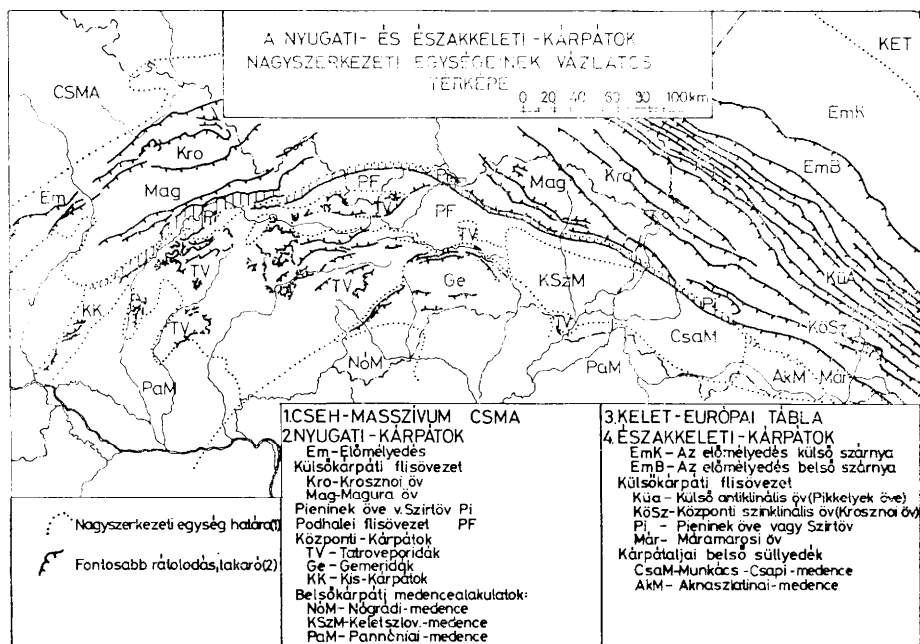 A NYUGATI- ÉS ÉSZAKKELETI-KÁRPÁTOK
NAGYSZERKEZETI EGYSÉGEINEK VÁZLATOS
TÉRKÉPE
0 20 40 60 80 100km
KET
CSMA
EmK
EmB
Kro
Em
Mag
PF
TV
Mag
Kro
PF
Pi
TV
TV
KüA
KK
TV
Ge
KSzM
Pi
TV
TV
CsaM
KöSz
NóM
PaM
AkM
Már
PaM
1.CSEH-MASSZÍVUM CSMA
2.NYUGATI-KÁRPÁTOK
Em-Előmélyedés
Külsőkárpáti flisövezet
Kro-Krosznoi öv
Mag-Magura öv
Pieninek öve v. Szirtöv Pi
Podhalei flisövezet PF
Központi-Kárpátok
TV-Tatroveporidák
Ge-Gemeridák
KK-Kis-Kárpátok
Belsőkárpáti medencealakulatok:
NóM-Nógrádi-medence
KSzM-Keletszlov.-medence
PaM-Pannóniai-medence
3.KELET-EURÓPAI TÁBLA
4.ÉSZAKKELETI-KÁRPÁTOK
EmK-Az előmélyedés külső szárnya
EmB-Az előmélyedés belső szárnya
Külsőkárpáti flisövezet
Küa-Külső antiklinális öv(Pikkelyek öve)
KöSz-Központi szinklinális öv(Krosznoi öv)
Pi - Pieninek öve vagy Szirtöv
Már- Máramarosi öv
Kárpátaljai belső süllyedék
CsaM-Munkács-Csapi-medence
AkM-Aknaszlatinai-medence
Nagyszerkezeti egység határa(1)
Fontosabb rátolódás,takaró(2)